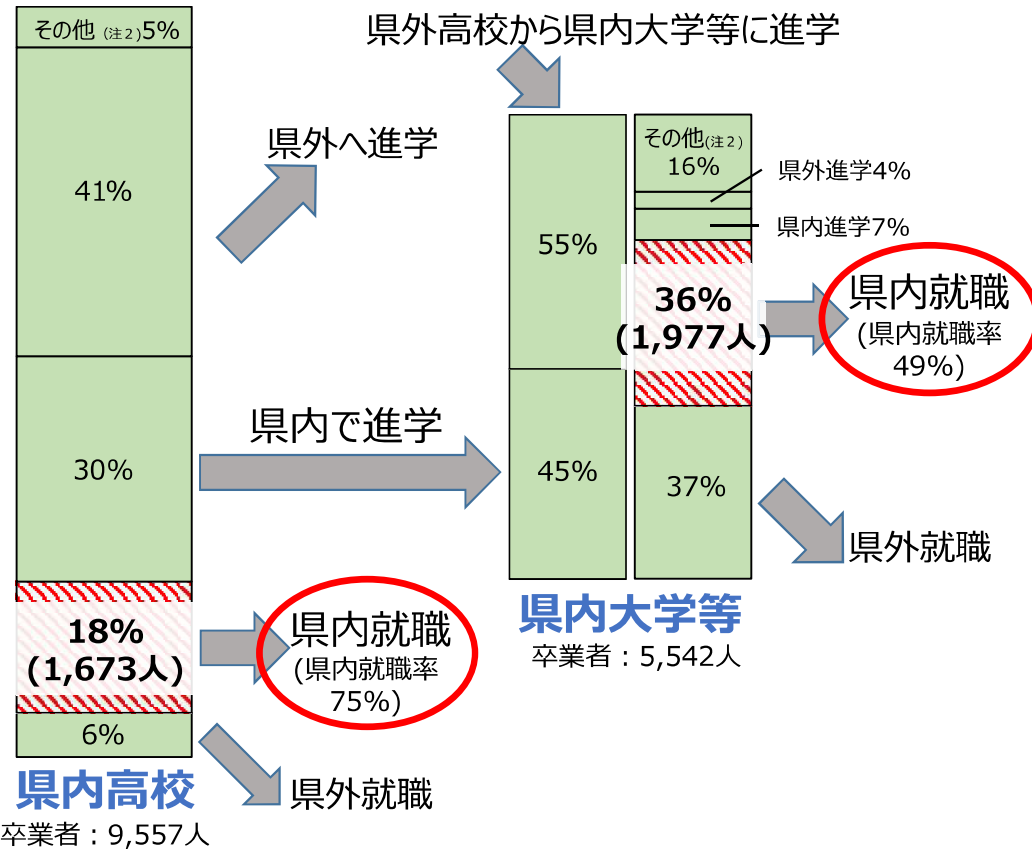 その他（注２）5%
41%
30%
18%
(1,673人)
6%
県内高校
卒業者：9,557人
県外へ進学
県内で進学
県内就職
(県内就職率
75%)
県外就職
県外高校から県内大学等に進学
55%
45%
その他(注２)
16%
県外進学4%
県内進学7%
36%
(1,977人)
37%
県内就職
(県内就職率
49%)
県外就職
県内大学等
卒業者：5,542人